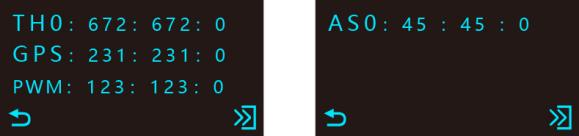 TH0: 672: 672: 0
GPS: 231: 231: 0
PWM: 123: 123: 0
AS0: 45 : 45 : 0